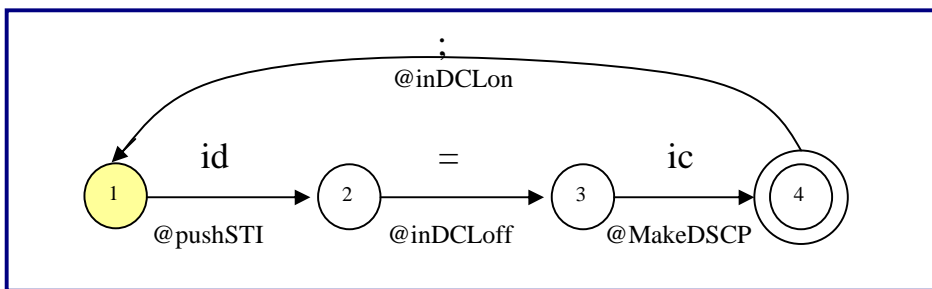 ;
@inDCLon
id = ic
1 2 3 4
@pushSTI @inDCLoff @MakeDSCP